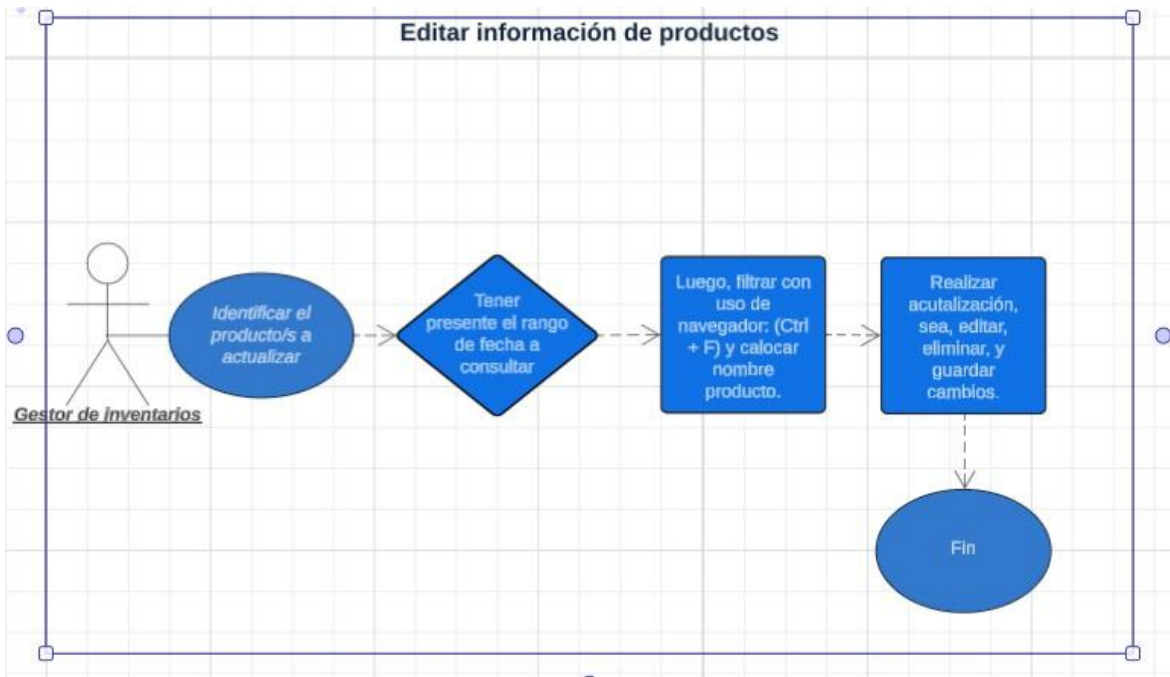 Editar información de productos
Identificar el
producto/s a
actualizar
Gestor de inventarios
Tener
presente el rango
de fecha a
consultar
Luego, filtrar con
uso de
navegador: (Ctrl
+ F) y calocar
nombre
producto.
Realizar
acutalización,
sea, editar,
eliminar, y
guardar
cambios.
Fin